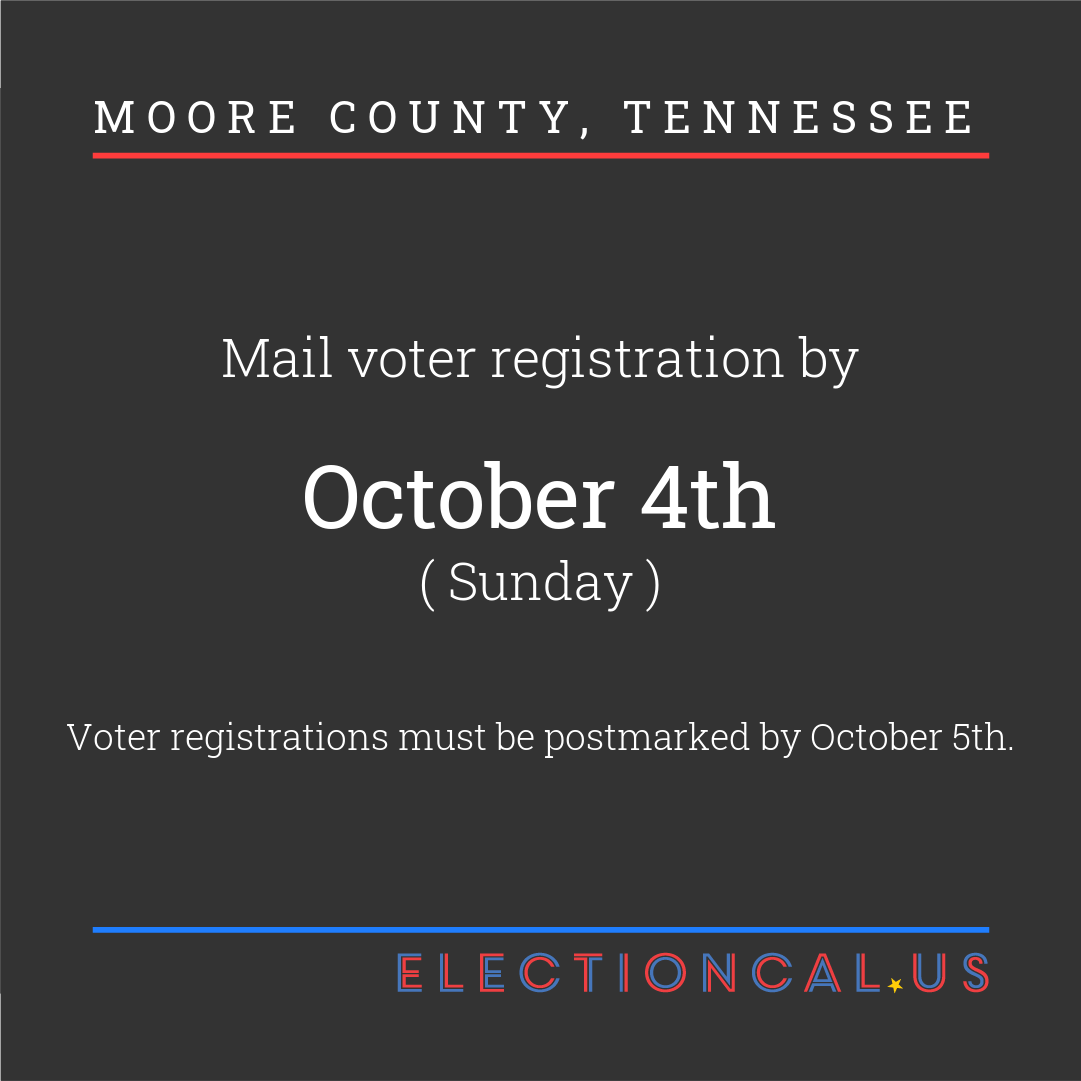 MOORE COUNTY, TENNESSEE
Mail voter registration by
October 4th
( Sunday )
Voter registrations must be postmarked by October 5th.
ELECTIONCAL.US